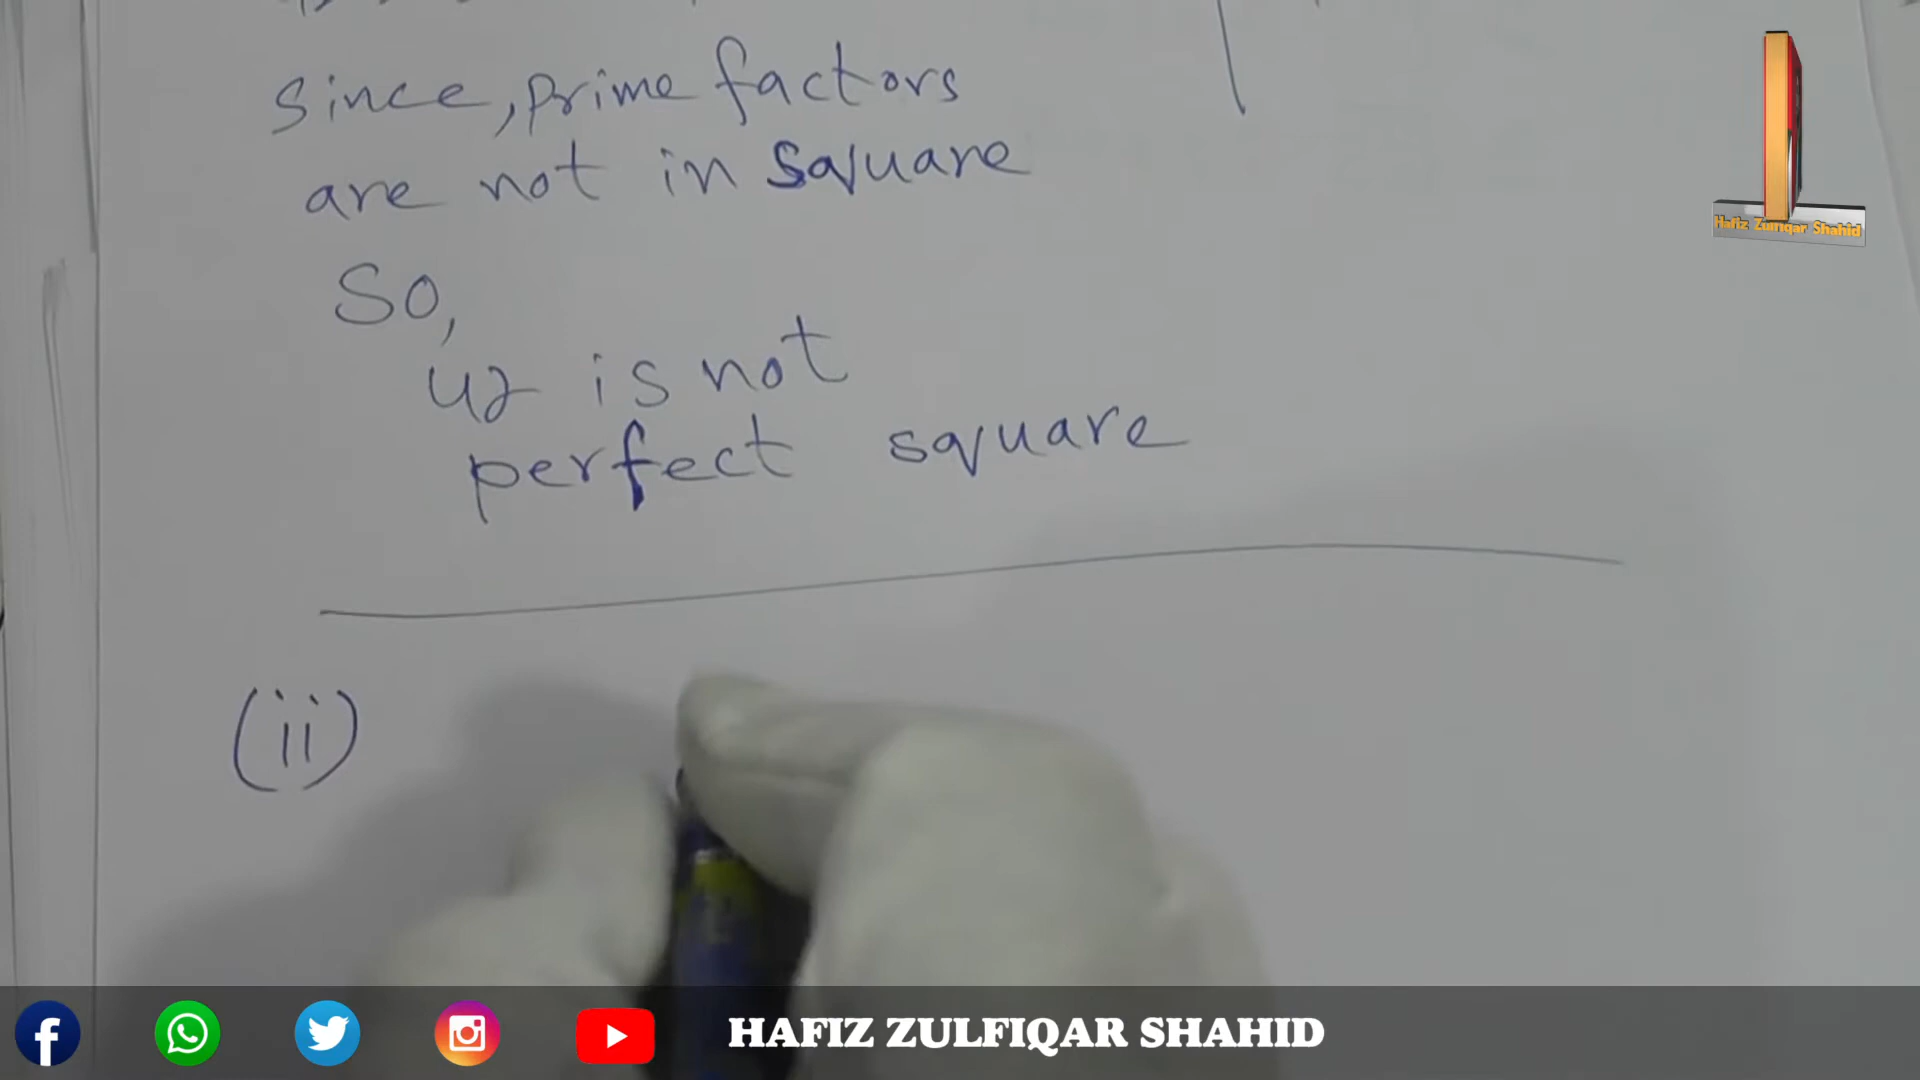 Since, prime factors
are not in square
So,
42 is not
perfect square
(ii)
Hafiz Zulfiqar Shahid
HAFIZ ZULFIQAR SHAHID